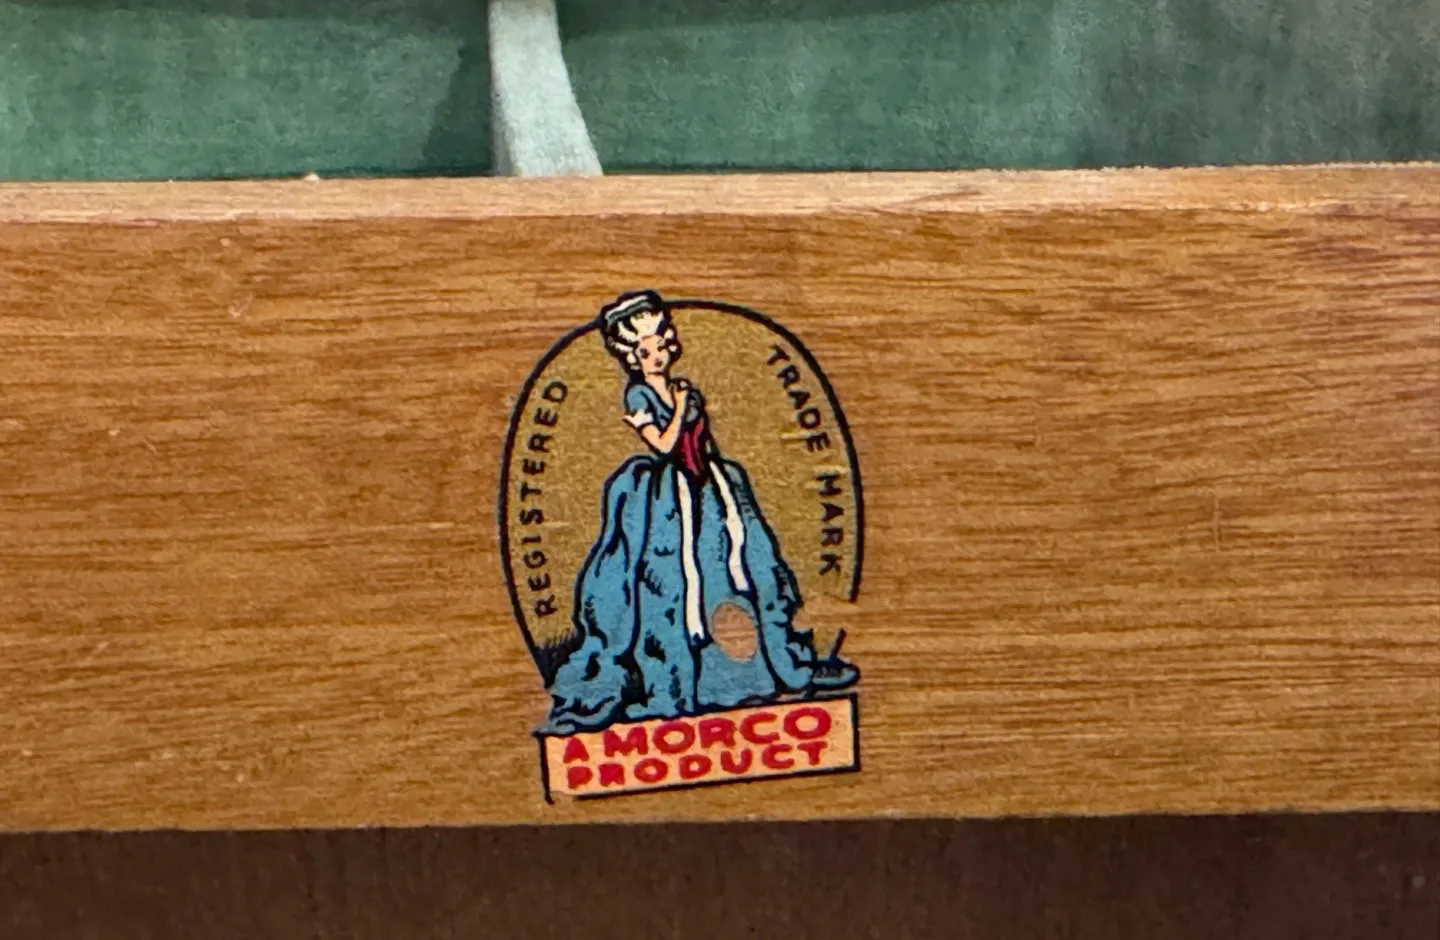 REGISTERED
TRADE MARK
A MORCO
PRODUCT